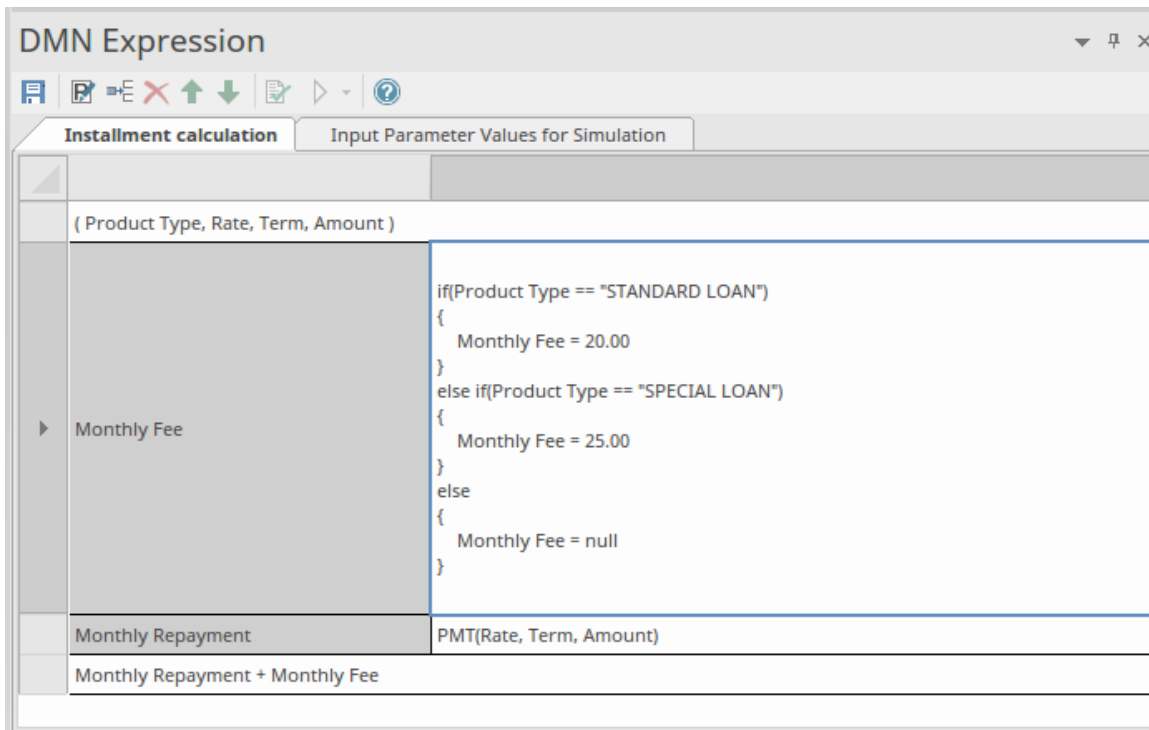 DMN Expression
Installment calculation
Input Parameter Values for Simulation
( Product Type, Rate, Term, Amount )
Monthly Fee
if(Product Type == "STANDARD LOAN")
{
Monthly Fee = 20.00
}
else if(Product Type == "SPECIAL LOAN")
{
Monthly Fee = 25.00
}
else
{
Monthly Fee = null
}
Monthly Repayment
PMT(Rate, Term, Amount)
Monthly Repayment + Monthly Fee